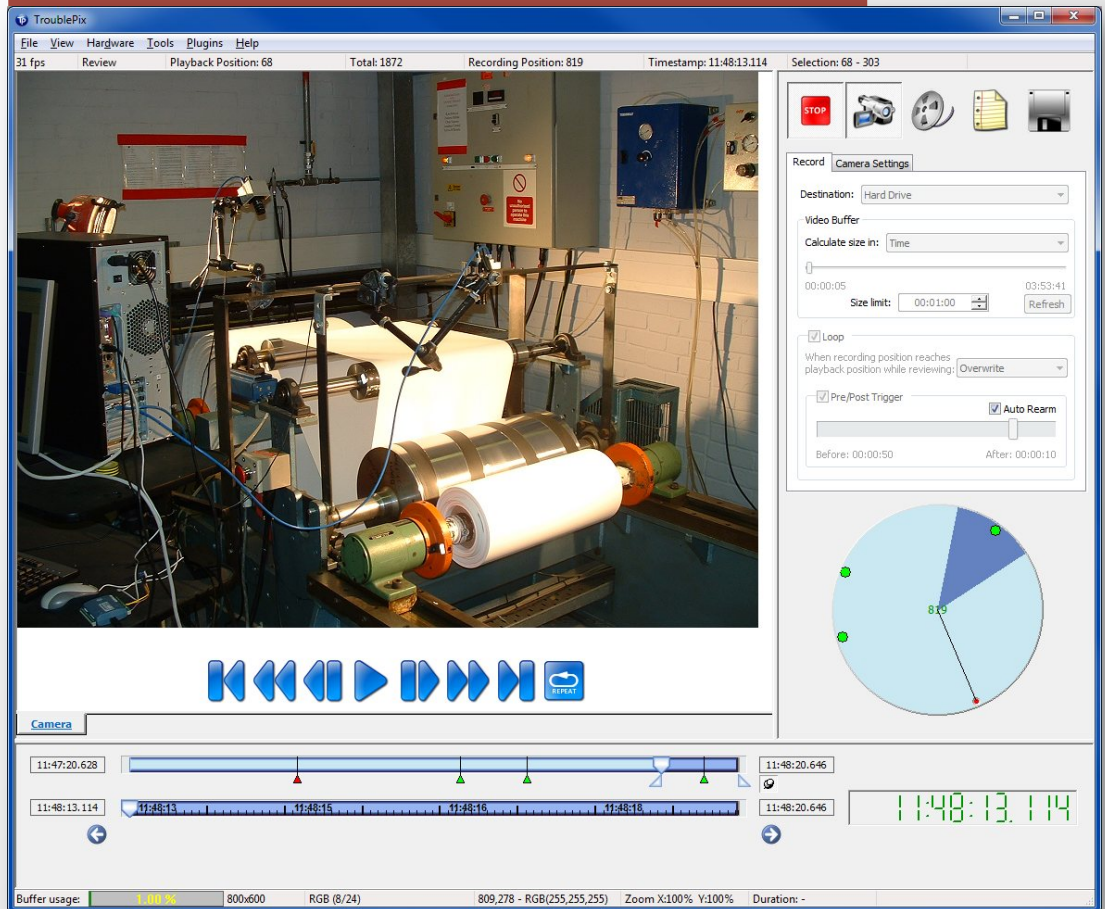 TroublePix
File View Hardware Tools Plugins Help
31 fps Review Playback Position: 68 Total: 1872 Recording Position: 819 Timestamp: 11:48:13.114 Selection: 68 - 303
STOP
Record Camera Settings
Destination: Hard Drive
Video Buffer
Calculate size in: Time
00:00:05 03:53:41
Size limit: 00:01:00 Refresh
Loop
When recording position reaches
playback position while reviewing: Overwrite
Pre/Post Trigger
Auto Rearm
Before: 00:00:50 After: 00:00:10
819
REPEAT
Camera
11:47:20.628 11:48:20.646
11:48:13.114 11:48:13 11:48:15 11:48:16 11:48:18 11:48:20.646
11:48:13.114
Buffer usage: 1.00 % 800x600 RGB (8/24) 809,278 - RGB(255,255,255) Zoom X:100% Y:100% Duration: -